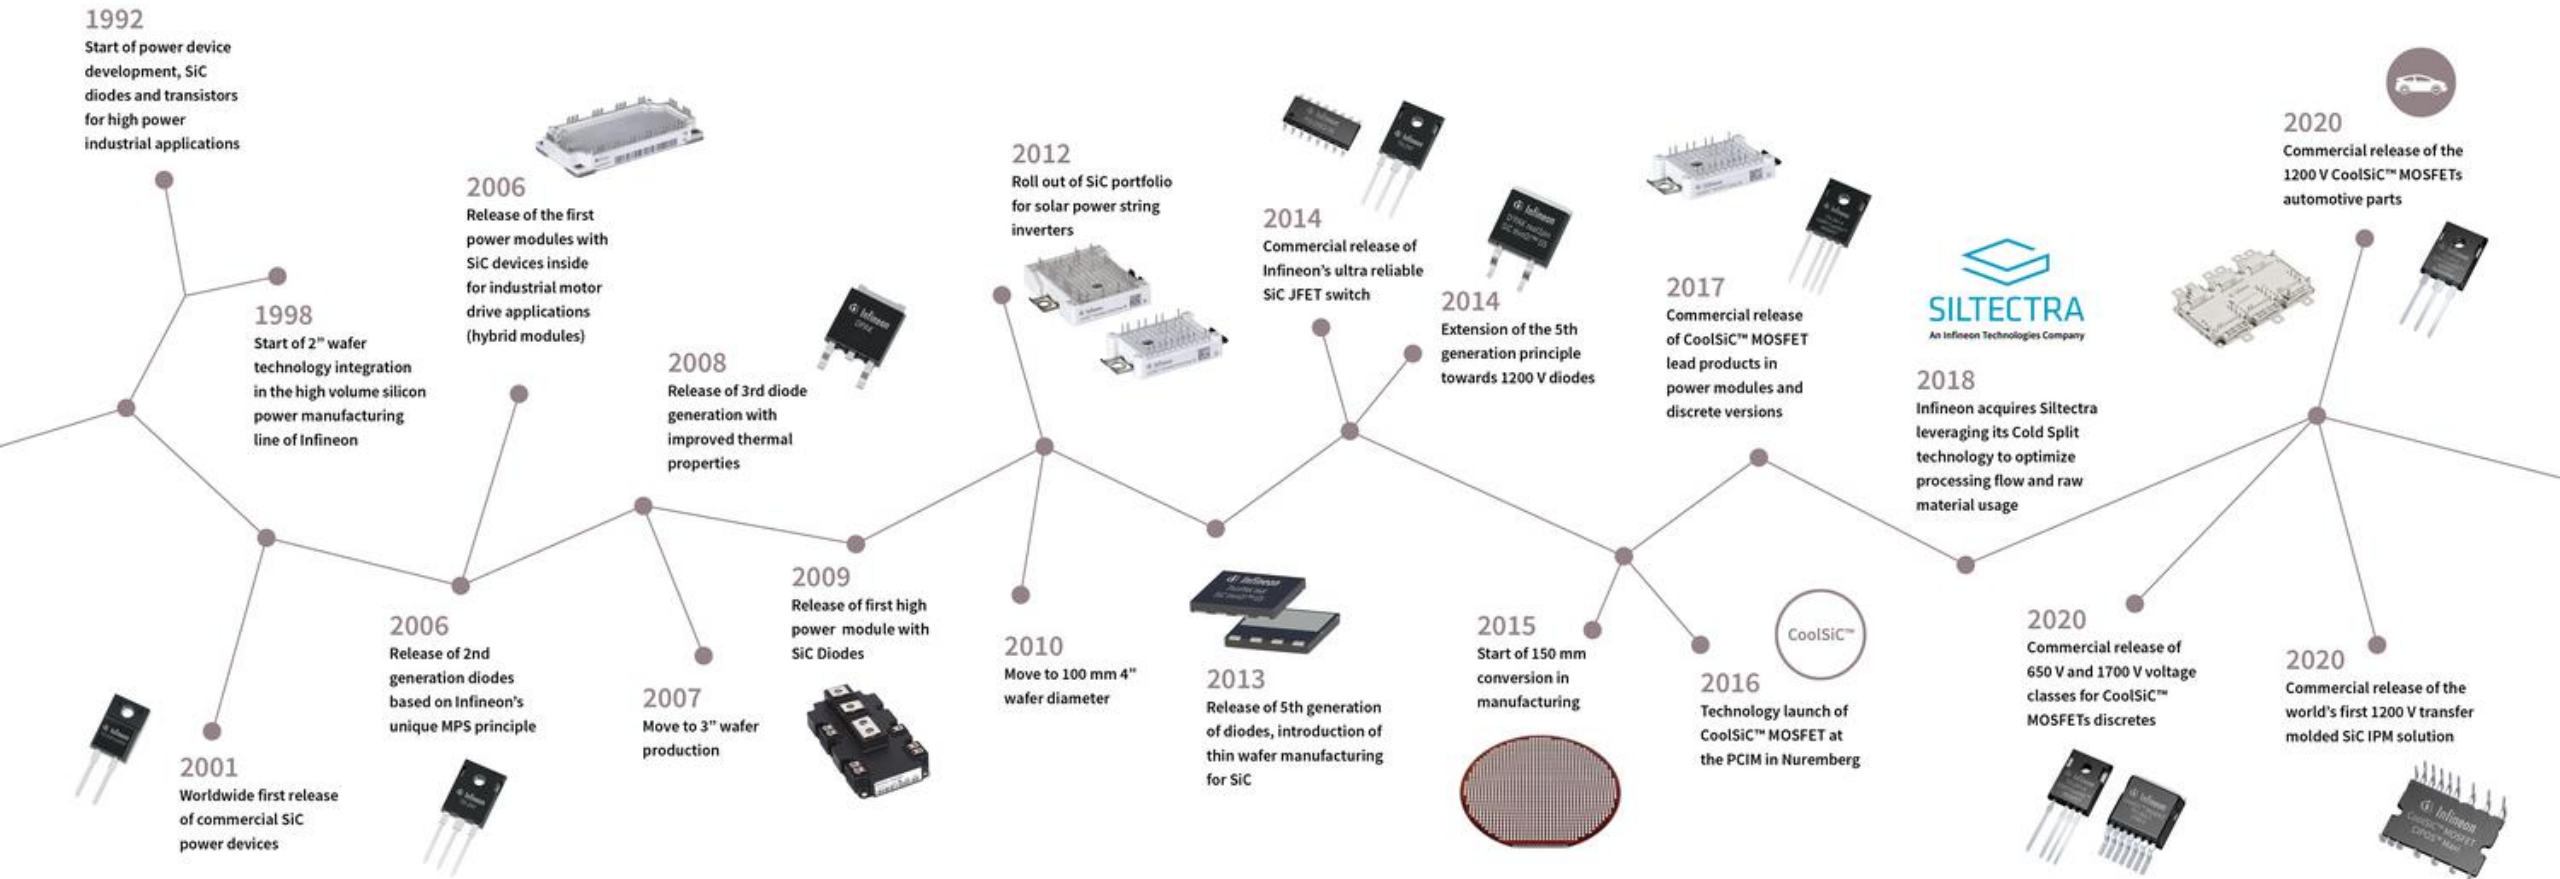 1992
Start of power device
development, SiC
diodes and transistors
for high power
industrial applications
1998
Start of 2” wafer
technology integration
in the high volume silicon
power manufacturing
line of Infineon
2001
Worldwide first release
of commercial SiC
power devices
2006
Release of the first
power modules with
SiC devices inside
for industrial motor
drive applications
(hybrid modules)
2006
Release of 2nd
generation diodes
based on Infineon’s
unique MPS principle
2007
Move to 3” wafer
production
2008
Release of 3rd diode
generation with
improved thermal
properties
Infineon
DPAK
2009
Release of first high
power module with
SiC Diodes
2010
Move to 100 mm 4”
wafer diameter
2012
Roll out of SiC portfolio
for solar power string
inverters
2013
Release of 5th generation
of diodes, introduction of
thin wafer manufacturing
for SiC
Infineon
2014
Commercial release of
Infineon’s ultra reliable
SiC JFET switch
2014
Extension of the 5th
generation principle
towards 1200 V diodes
Infineon
2015
Start of 150 mm
conversion in
manufacturing
2016
Technology launch of
CoolSiC™ MOSFET at
the PCIM in Nuremberg
CoolSiC™
2017
Commercial release
of CoolSiC™ MOSFET
lead products in
power modules and
discrete versions
SILTECTRA
An Infineon Technologies Company
2018
Infineon acquires Siltectra
leveraging its Cold Split
technology to optimize
processing flow and raw
material usage
2020
Commercial release of
650 V and 1700 V voltage
classes for CoolSiC™
MOSFETs discretes
2020
Commercial release of the
1200 V CoolSiC™ MOSFETs
automotive parts
2020
Commercial release of the
world’s first 1200 V transfer
molded SiC IPM solution
Infineon
CoolSiC™ MOSFET
CIPOS™ Maxi